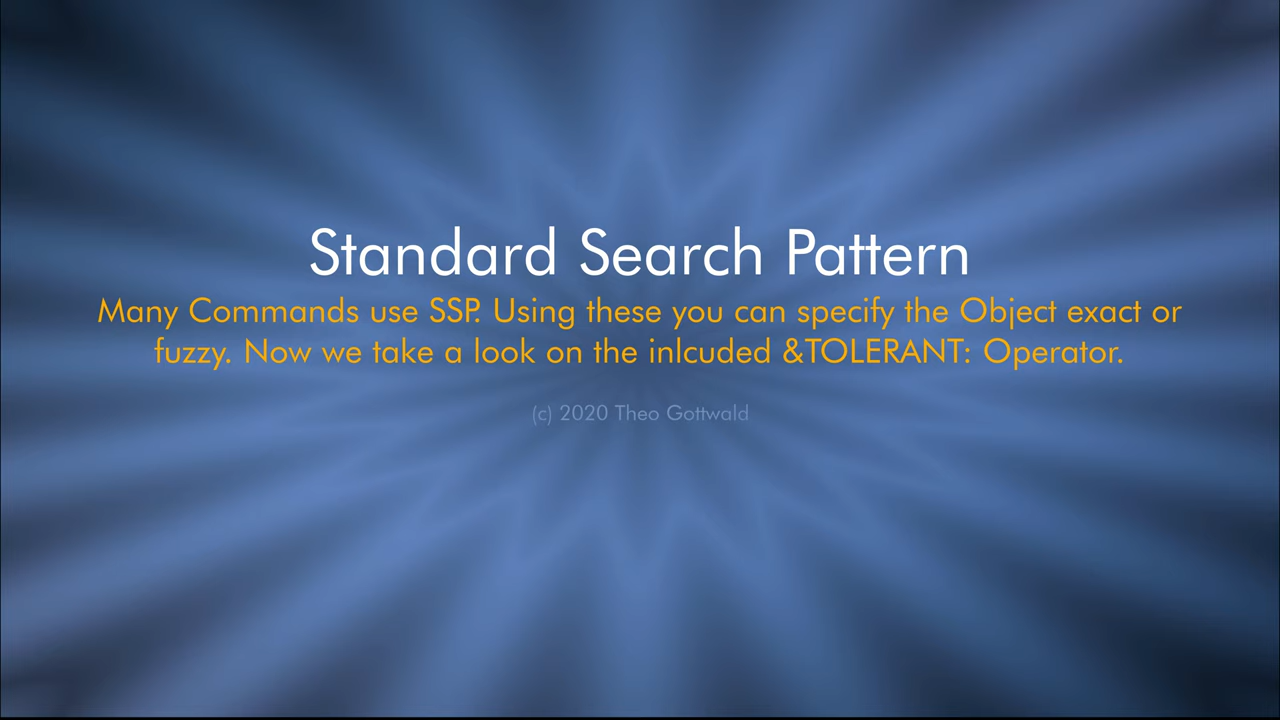 Standard Search Pattern
Many Commands use SSP. Using these you can specify the Object exact or
fuzzy. Now we take a look on the inlcuded &TOLERANT: Operator.
(c) 2020 Theo Gottwald